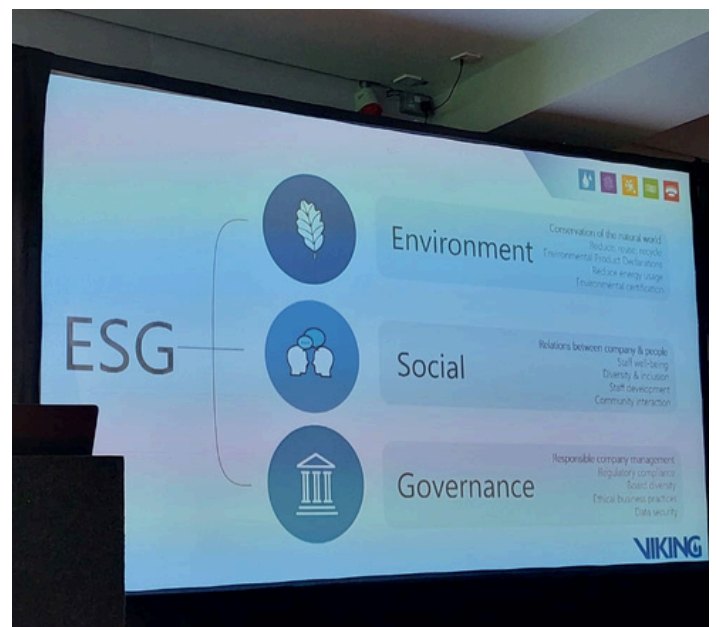 ESG
Environment
Conservation of the natural world
Reduce, reuse, recycle
Environmental Product Declarations
Reduce energy usage
Environmental certification
Social
Relations between company & people
Staff well-being
Diversity & inclusion
Staff development
Community interaction
Governance
Responsible company management
Regulatory compliance
Board diversity
Ethical business practices
Data security
VIKING